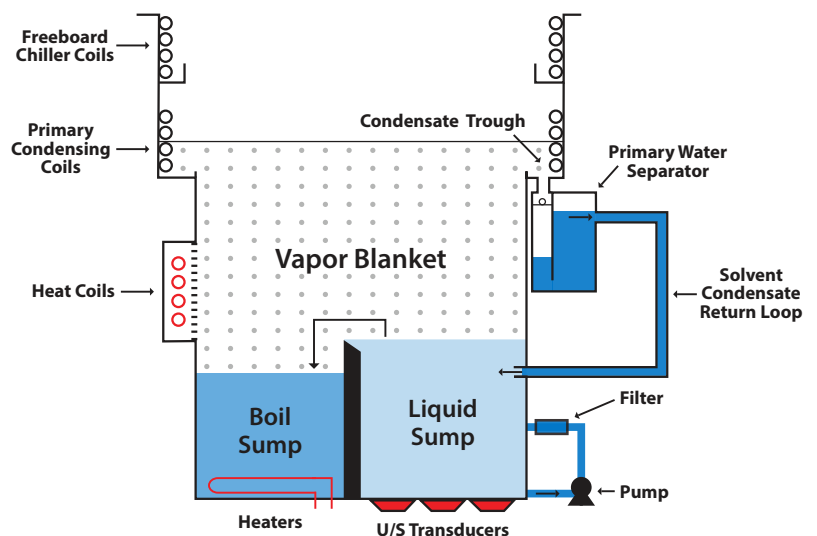 Freeboard
Chiller Coils
Primary
Condensing
Coils
Condensate Trough
Primary Water
Separator
Vapor Blanket
Heat Coils
Solvent
Condensate
Return Loop
Boil
Sump
Liquid
Sump
Filter
Pump
Heaters
U/S Transducers